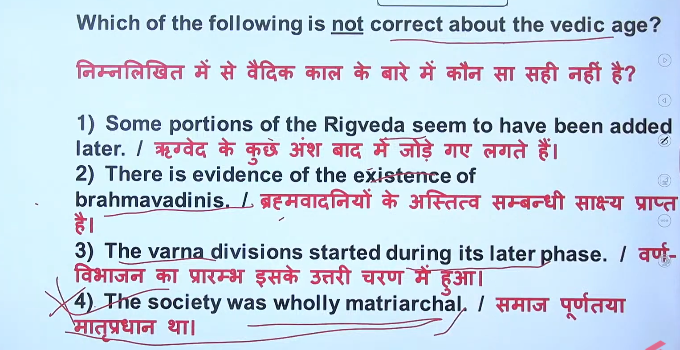 Which of the following is not correct about the vedic age?
निम्नलिखित में से वैदिक काल के बारे में कौन सा सही नहीं है?
1) Some portions of the Rigveda seem to have been added
later. / ऋग्वेद के कुछ अंश बाद में जोड़े गए लगते हैं।
2) There is evidence of the existence of
brahmavadinis. / ब्रह्मवादनियों के अस्तित्व सम्बन्धी साक्ष्य प्राप्त
है।
3) The varna divisions started during its later phase. / वर्ण-
विभाजन का प्रारम्भ इसके उत्तरी चरण में हुआ।
4) The society was wholly matriarchal. / समाज पूर्णतया
मातृप्रधान था।